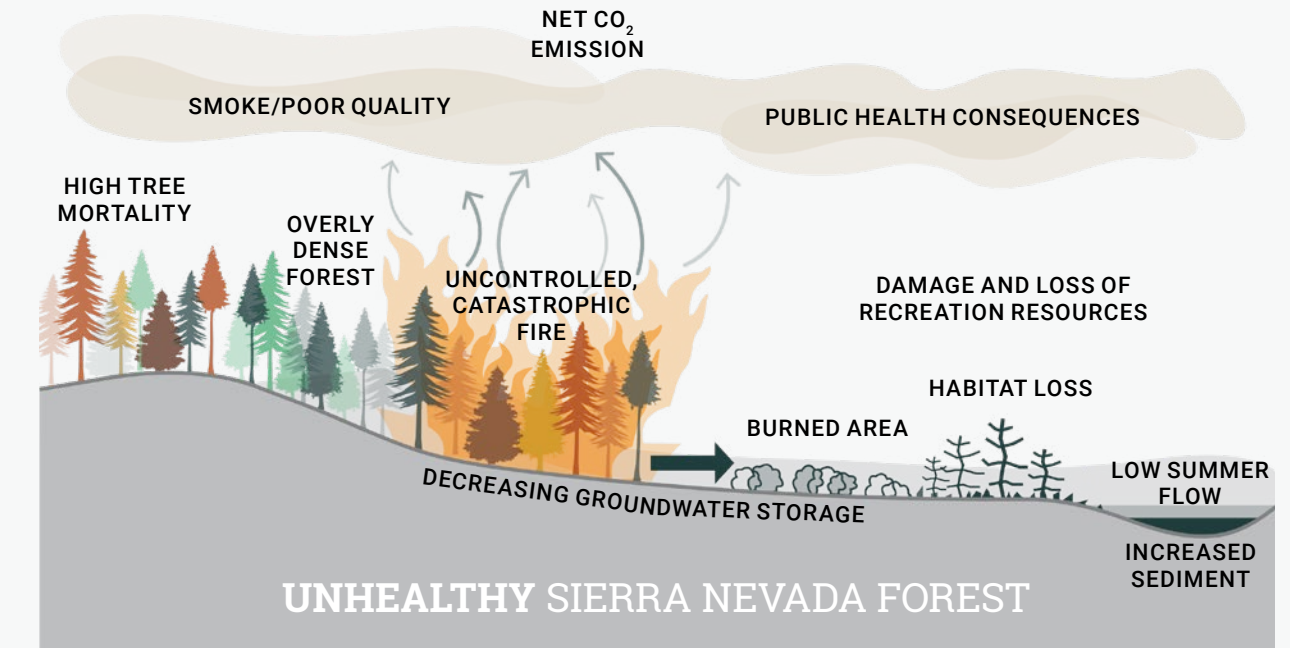 NET CO₂
EMISSION
SMOKE/POOR QUALITY
PUBLIC HEALTH CONSEQUENCES
HIGH TREE
MORTALITY
OVERLY
DENSE
FOREST
UNCONTROLLED,
CATASTROPHIC
FIRE
DAMAGE AND LOSS OF
RECREATION RESOURCES
HABITAT LOSS
BURNED AREA
LOW SUMMER
FLOW
DECREASING GROUNDWATER STORAGE
INCREASED
SEDIMENT
UNHEALTHY SIERRA NEVADA FOREST